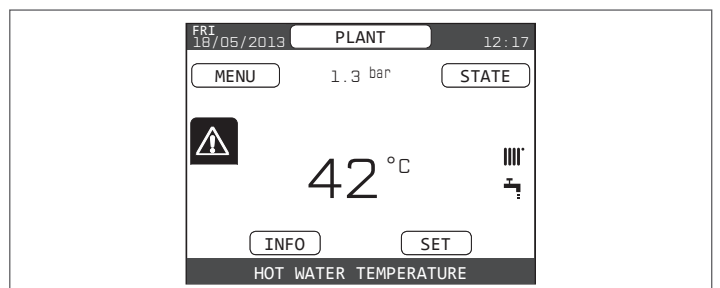 FRI
18/05/2013 PLANT 12:17
MENU 1.3 bar STATE
42°C
INFO SET
HOT WATER TEMPERATURE